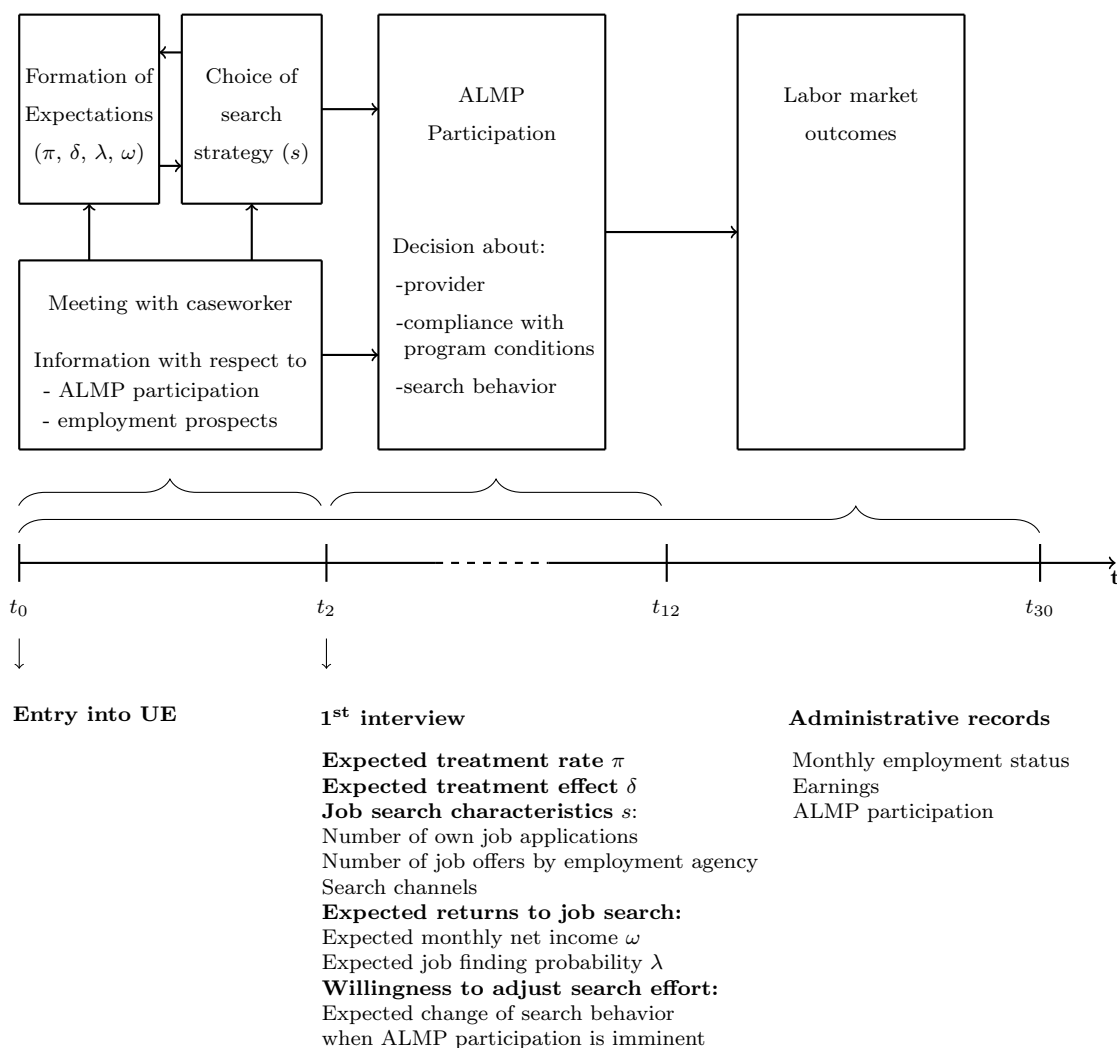 Formation of
Expectations
(π, δ, λ, ω)
Choice of
search
strategy (s)
Meeting with caseworker
Information with respect to
- ALMP participation
- employment prospects
ALMP
Participation
Decision about:
-provider
-compliance with
program conditions
-search behavior
Labor market
outcomes
t
t₀
t₂
t₁₂
t₃₀
Entry into UE
1st interview
Expected treatment rate π
Expected treatment effect δ
Job search characteristics s:
Number of own job applications
Number of job offers by employment agency
Search channels
Expected returns to job search:
Expected monthly net income ω
Expected job finding probability λ
Willingness to adjust search effort:
Expected change of search behavior
when ALMP participation is imminent
Administrative records
Monthly employment status
Earnings
ALMP participation